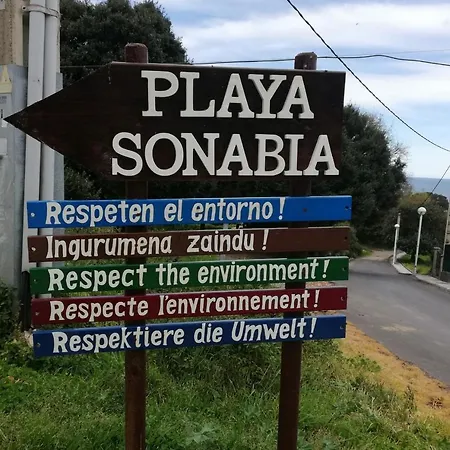 PLAYA
SONABIA
Respeten el entorno!
Ingurumena zaindu!
Respect the environment!
Respecte l'environnement!
Respektiere die Umwelt!